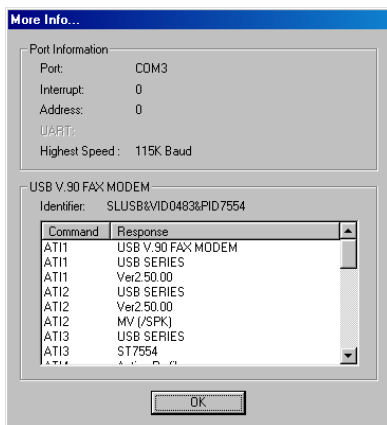 More Info...
Port Information
Port: COM3
Interrupt: 0
Address: 0
UART:
Highest Speed : 115K Baud
USB V.90 FAX MODEM
Identifier: SLUSB&VID0483&PID7554
Command Response
ATI1 USB V.90 FAX MODEM
ATI1 USB SERIES
ATI1 Ver2.50.00
ATI2 USB SERIES
ATI2 Ver2.50.00
ATI2 MV (/SPK)
ATI3 USB SERIES
ATI3 ST7554
OK